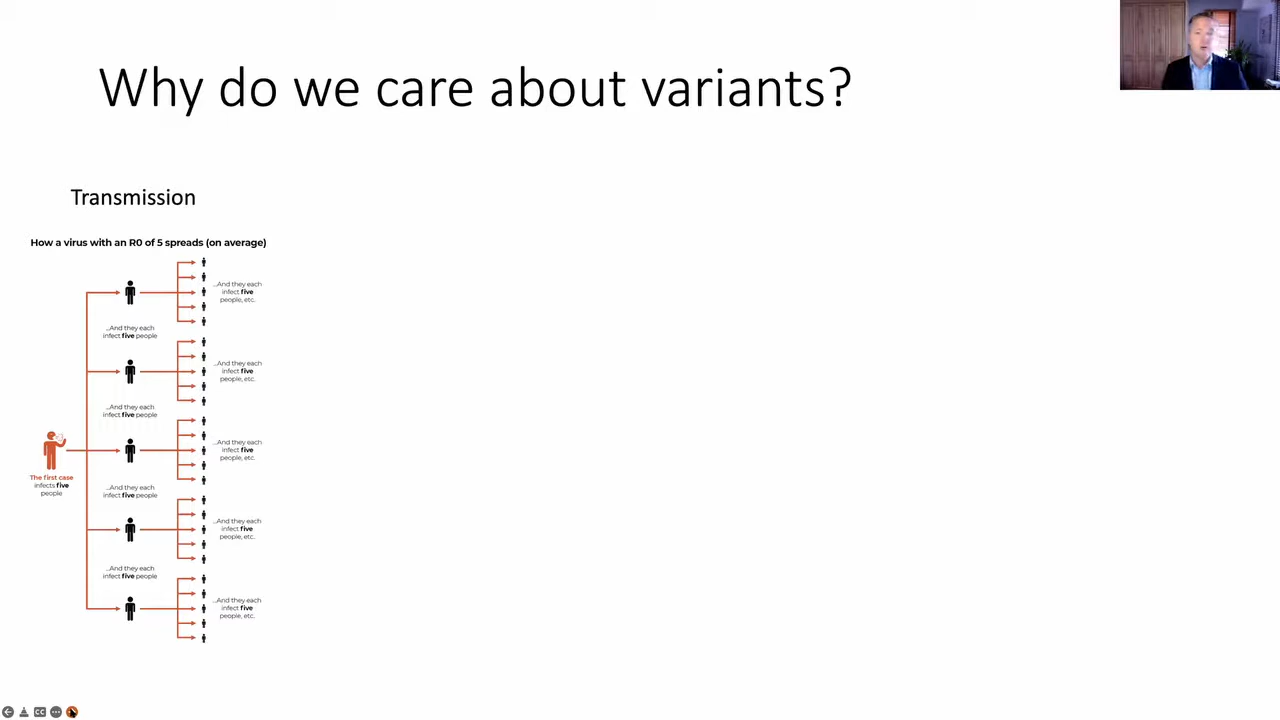 Why do we care about variants?
Transmission
How a virus with an R0 of 5 spreads (on average)
...And they each
infect five
people, etc.
...And they each
infect five people
...And they each
infect five
people, etc.
...And they each
infect five people
...And they each
infect five
people, etc.
The first case
infects five
people
...And they each
infect five people
...And they each
infect five
people, etc.
...And they each
infect five people
...And they each
infect five
people, etc.
CC